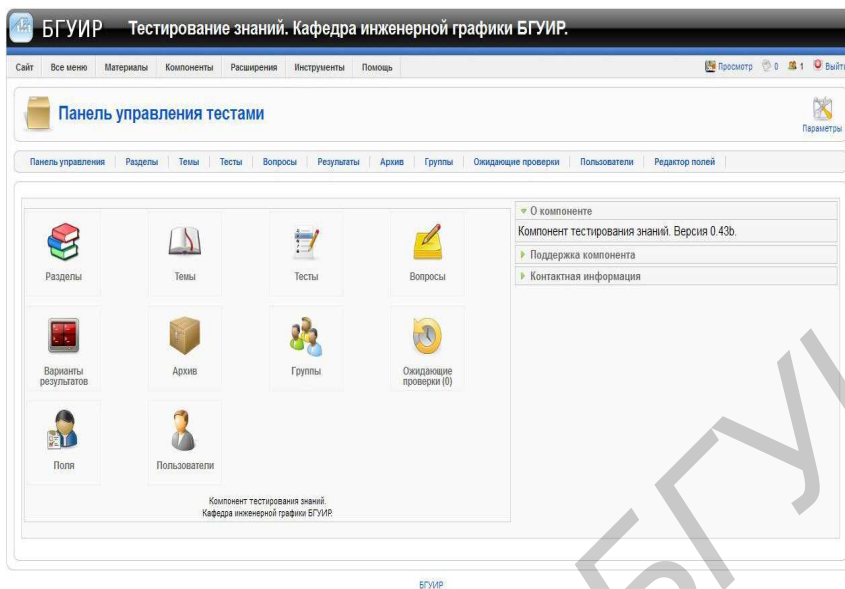 БГУИР Тестирование знаний. Кафедра инженерной графики БГУИР.
Сайт Все меню Материалы Компоненты Расширения Инструменты Помощь Просмотр 0 1 Выйти
Панель управления тестами
Параметры
Панель управления Разделы Темы Тесты Вопросы Результаты Архив Группы Ожидающие проверки Пользователи Редактор полей
О компоненте
Компонент тестирования знаний. Версия 0.43b.
Поддержка компонента
Контактная информация
Разделы Темы Тесты Вопросы
Варианты результатов
Архив Группы
Ожидающие проверки (0)
Поля Пользователи
Компонент тестирования знаний.
Кафедра инженерной графики БГУИР.
БГУИР
БГУИ